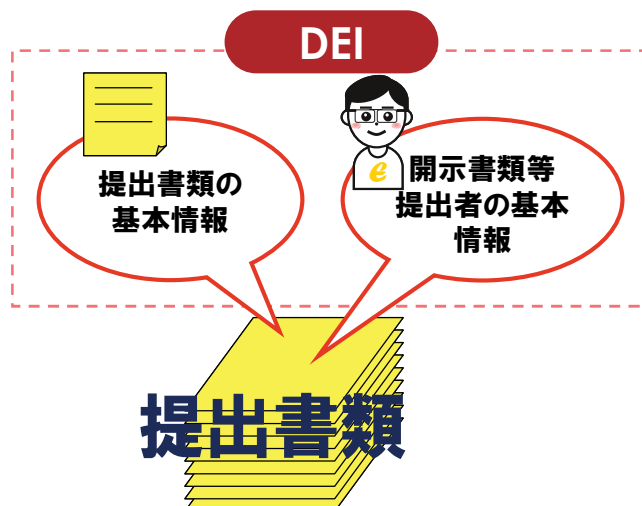 DEI
提出書類の
基本情報
e
開示書類等
提出者の基本
情報
提出書類